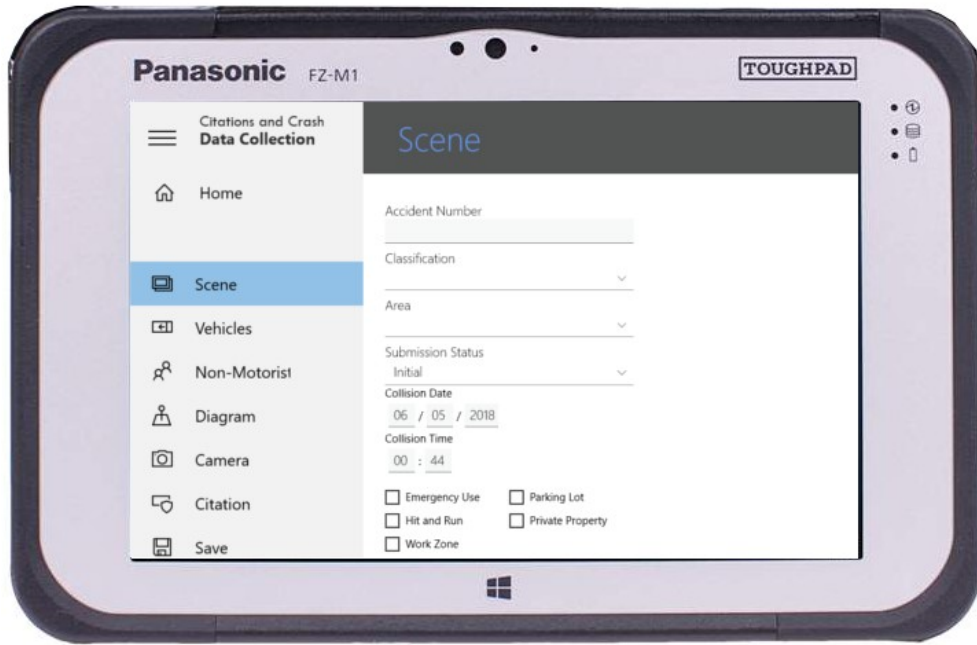 Panasonic FZ-M1
TOUGHPAD
Citations and Crash
Data Collection
Home
Scene
Vehicles
Non-Motorist
Diagram
Camera
Citation
Save
Scene
Accident Number
Classification
Area
Submission Status
Initial
Collision Date
06 / 05 / 2018
Collision Time
00 : 44
Emergency Use
Parking Lot
Hit and Run
Private Property
Work Zone